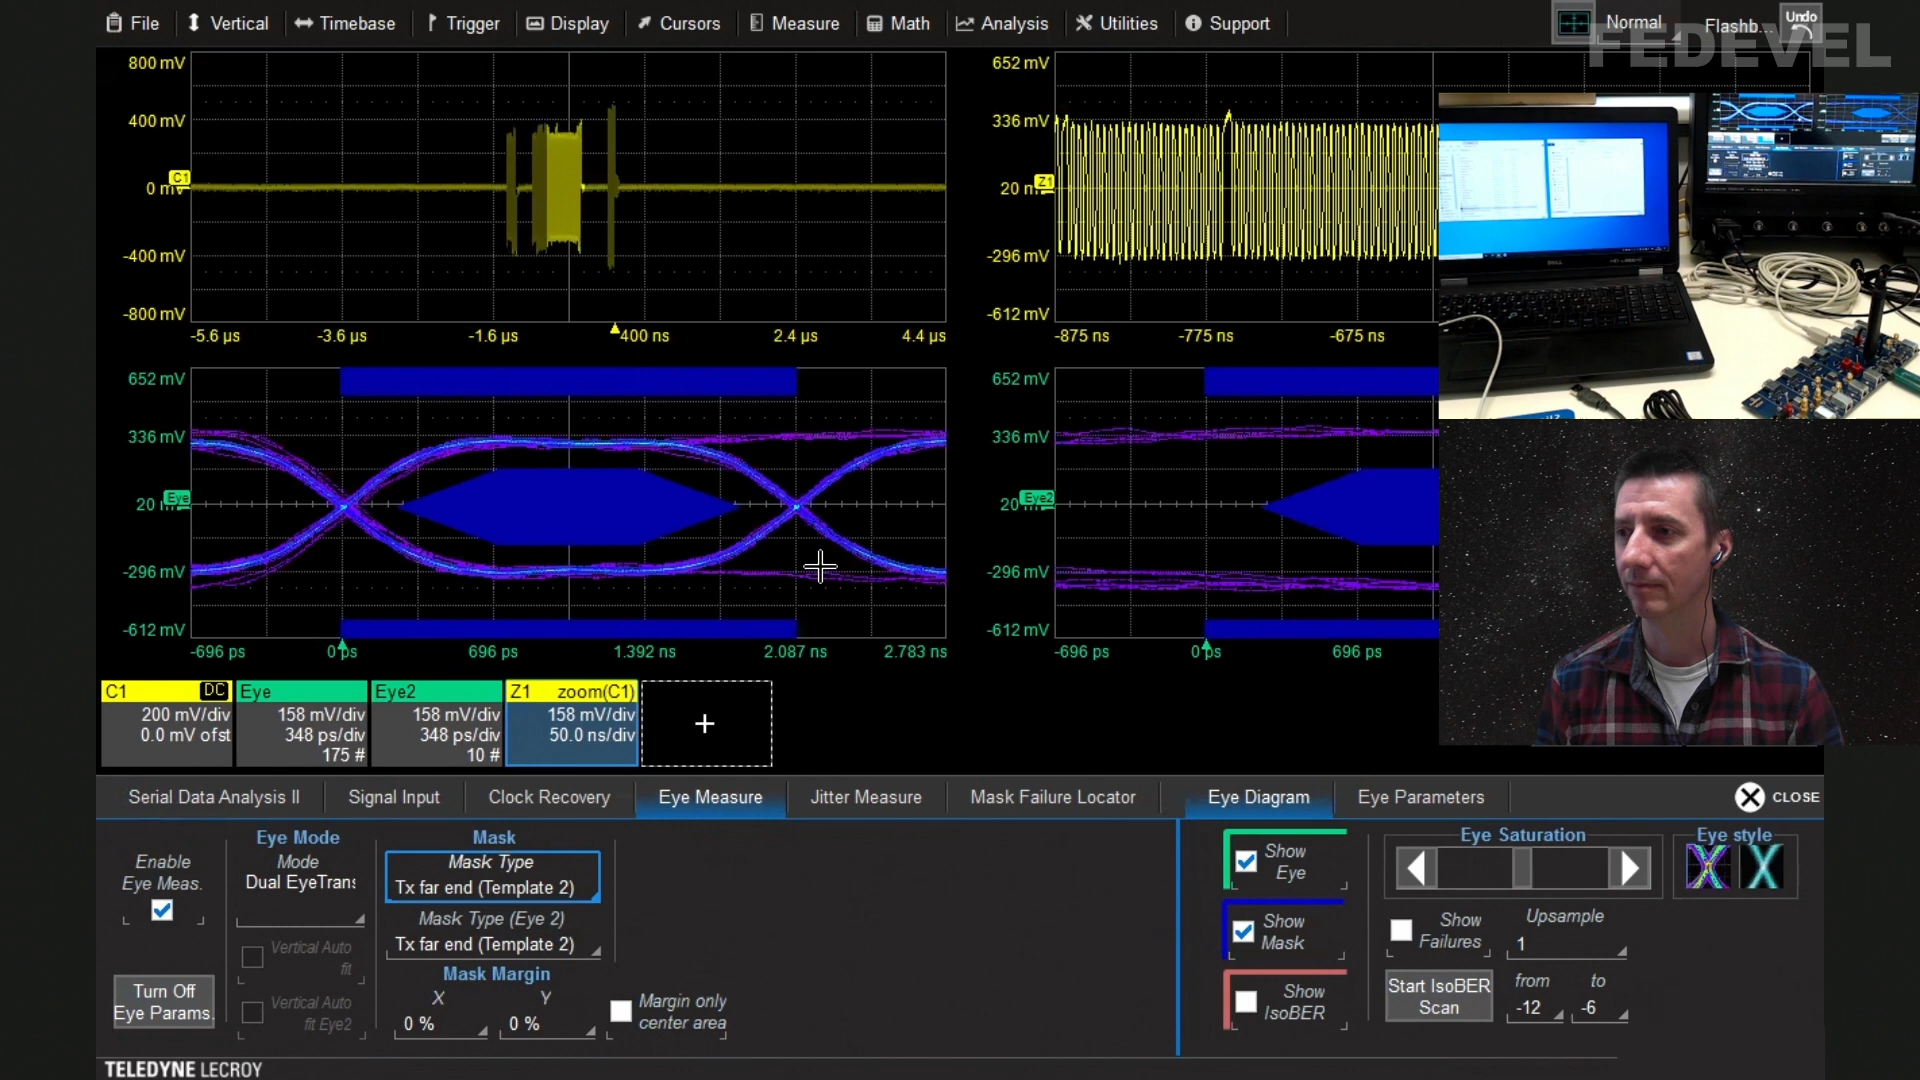 File Vertical Timebase Trigger Display Cursors Measure Math Analysis Utilities Support Normal Flashb... Undo
FEDEVEL
800 mV
400 mV
C1
0 mV
-400 mV
-800 mV
-5.6 µs -3.6 µs -1.6 µs 400 ns 2.4 µs 4.4 µs
652 mV
336 mV
Z1
20 m
-296 mV
-612 mV
-875 ns -775 ns -675 ns
652 mV
336 mV
20 m Eye
-296 mV
-612 mV
-696 ps 0 ps 696 ps 1.392 ns 2.087 ns 2.783 ns
652 mV
336 mV
20 Eye2
-296 mV
-612 mV
-696 ps 0 ps 696 ps
C1 DC
200 mV/div
0.0 mV ofst
Eye
158 mV/div
348 ps/div
175 #
Eye2
158 mV/div
348 ps/div
10 #
Z1 zoom(C1)
158 mV/div
50.0 ns/div
+
Serial Data Analysis II Signal Input Clock Recovery Eye Measure Jitter Measure Mask Failure Locator Eye Diagram Eye Parameters CLOSE
Enable
Eye Meas.
Turn Off
Eye Params.
Eye Mode
Mode
Dual EyeTrans
Vertical Auto
fit
Vertical Auto
fit Eye2
Mask
Mask Type
Tx far end (Template 2)
Mask Type (Eye 2)
Tx far end (Template 2)
Mask Margin
X Y
0 % 0 %
Margin only
center area
Show
Eye
Show
Mask
Show
IsoBER
Eye Saturation
Eye style
Show
Failures
Upsample
1
Start IsoBER
Scan
from to
-12 -6
TELEDYNE LECROY